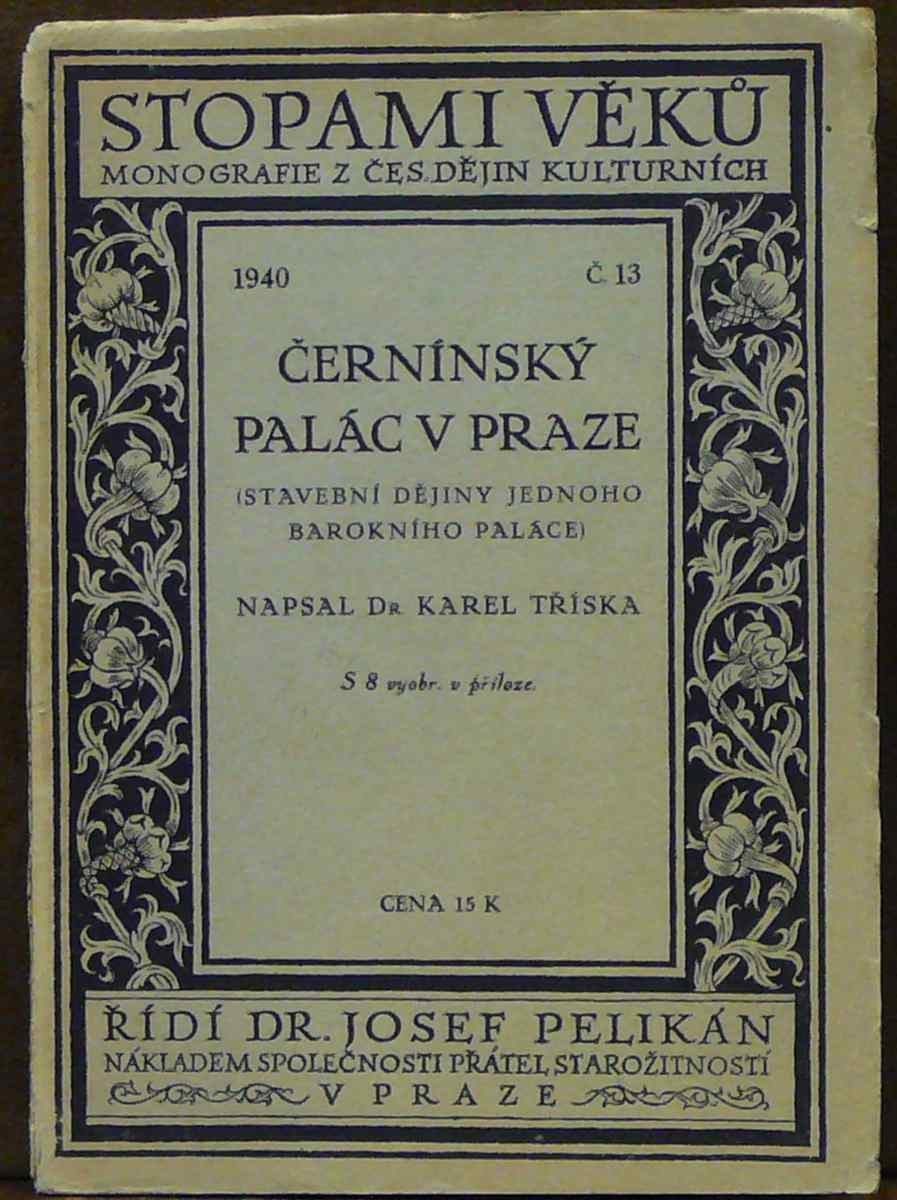 STOPAMI VĚKŮ
MONOGRAFIE Z ČES. DĚJIN KULTURNÍCH
1940 Č. 13
ČERNÍNSKÝ
PALÁC V PRAZE
(STAVEBNÍ DĚJINY JEDNOHO
BAROKNÍHO PALÁCE)
NAPSAL DR KAREL TŘÍSKA
S 8 vyobr. v příloze.
CENA 15 K
ŘÍDÍ DR. JOSEF PELIKÁN
NÁKLADEM SPOLEČNOSTI PŘÁTEL STAROŽITNOSTÍ
V PRAZE